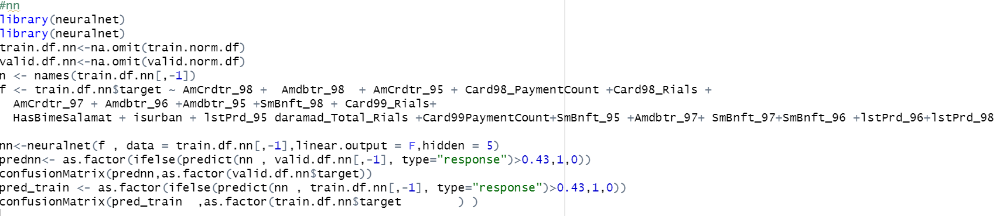 #nn
library(neuralnet)
library(neuralnet)
train.df.nn<-na.omit(train.norm.df)
valid.df.nn<-na.omit(valid.norm.df)
n <- names(train.df.nn[,-1])
f <- train.df.nn$target ~ AmCrdtr_98 +  Amdbtr_98  + AmCrdtr_95 + Card98_PaymentCount +Card98_Rials +
  AmCrdtr_97 + Amdbtr_96 +Amdbtr_95 +SmBnft_98 + Card99_Rials+
  HasBimeSalamat + isurban + lstPrd_95 daramad_Total_Rials +Card99PaymentCount+SmBnft_95 +Amdbtr_97+ SmBnft_97+SmBnft_96 +lstPrd_96+lstPrd_98
nn<-neuralnet(f , data = train.df.nn[,-1],linear.output = F,hidden = 5)
prednn<- as.factor(ifelse(predict(nn , valid.df.nn[,-1], type="response")>0.43,1,0))
confusionMatrix(prednn,as.factor(valid.df.nn$target))
pred_train <- as.factor(ifelse(predict(nn , train.df.nn[,-1], type="response")>0.43,1,0))
confusionMatrix(pred_train  ,as.factor(train.df.nn$target        ) )